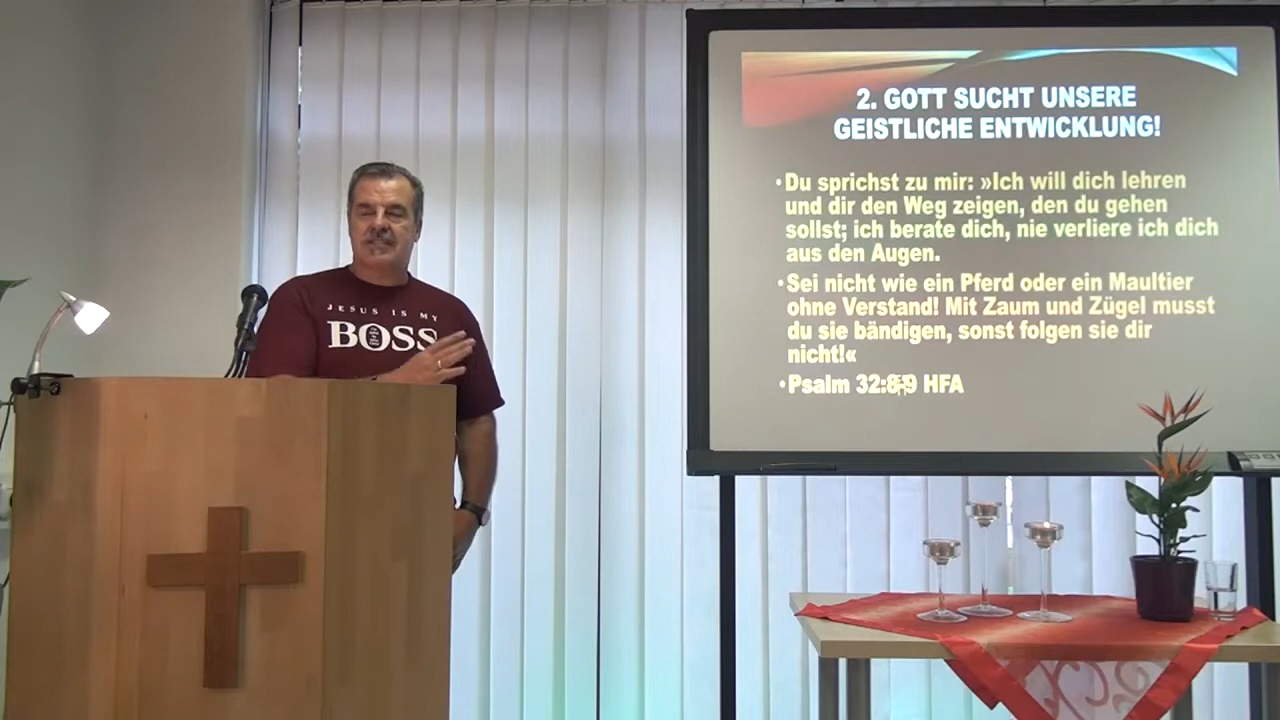 JESUS IS MY
BOSS
2. GOTT SUCHT UNSERE
GEISTLICHE ENTWICKLUNG!
•Du sprichst zu mir: »Ich will dich lehren
und dir den Weg zeigen, den du gehen
sollst; ich berate dich, nie verliere ich dich
aus den Augen.
•Sei nicht wie ein Pferd oder ein Maultier
ohne Verstand! Mit Zaum und Zügel musst
du sie bändigen, sonst folgen sie dir
nicht!«
•Psalm 32:8-9 HFA